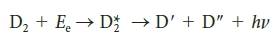 D₂ + Eₑ → D₂* → D′ + D″ + hν